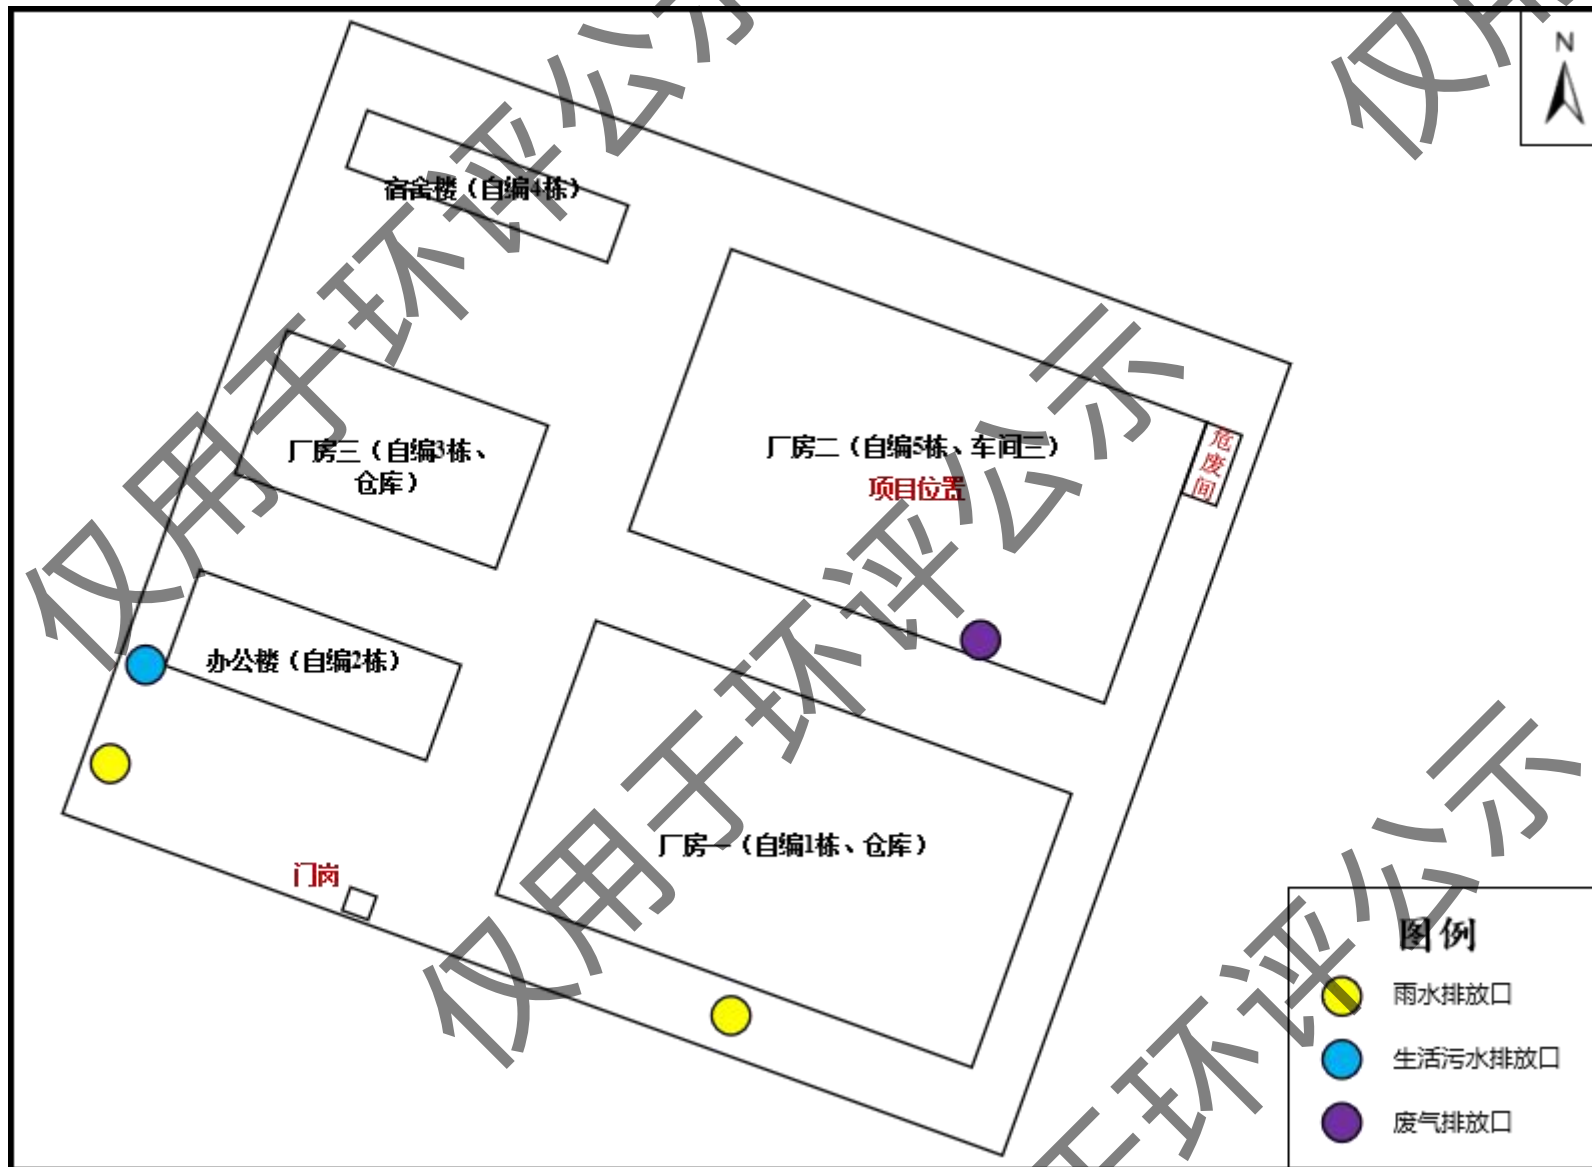 N
宿舍楼（自编4栋）
厂房三（自编3栋、
仓库）
厂房二（自编5栋、车间三）
项目位置
危
废
间
办公楼（自编2栋）
厂房一（自编1栋、仓库）
门岗
图例
雨水排放口
生活污水排放口
废气排放口
仅用于环评公示
仅用于环评公示
于环评公示
仅用